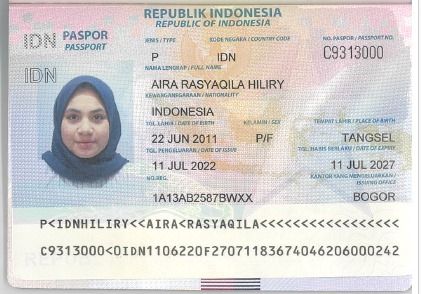 REPUBLIK INDONESIA
REPUBLIC OF INDONESIA
IDN PASPOR
PASSPORT
JENIS / TYPE KODE NEGARA / COUNTRY CODE NO. PASPOR / PASSPORT NO.
P IDN C9313000
NAMA LENGKAP / FULL NAME
IDN
AIRA RASYAQILA HILIRY
KEWARGANEGARAAN / NATIONALITY
INDONESIA
TGL. LAHIR / DATE OF BIRTH KELAMIN / SEX TEMPAT LAHIR / PLACE OF BIRTH
22 JUN 2011 P/F TANGSEL
TGL. PENGELUARAN / DATE OF ISSUE TGL. HABIS BERLAKU / DATE OF EXPIRY
11 JUL 2022 11 JUL 2027
NO. REG. KANTOR YANG MENGELUARKAN /
ISSUING OFFICE
1A13AB2587BWXX BOGOR
P<IDNHILIRY<<AIRA<RASYAQILA<<<<<<<<<<<<<<<<<
C9313000<0IDN1106220F27071183674046206000242